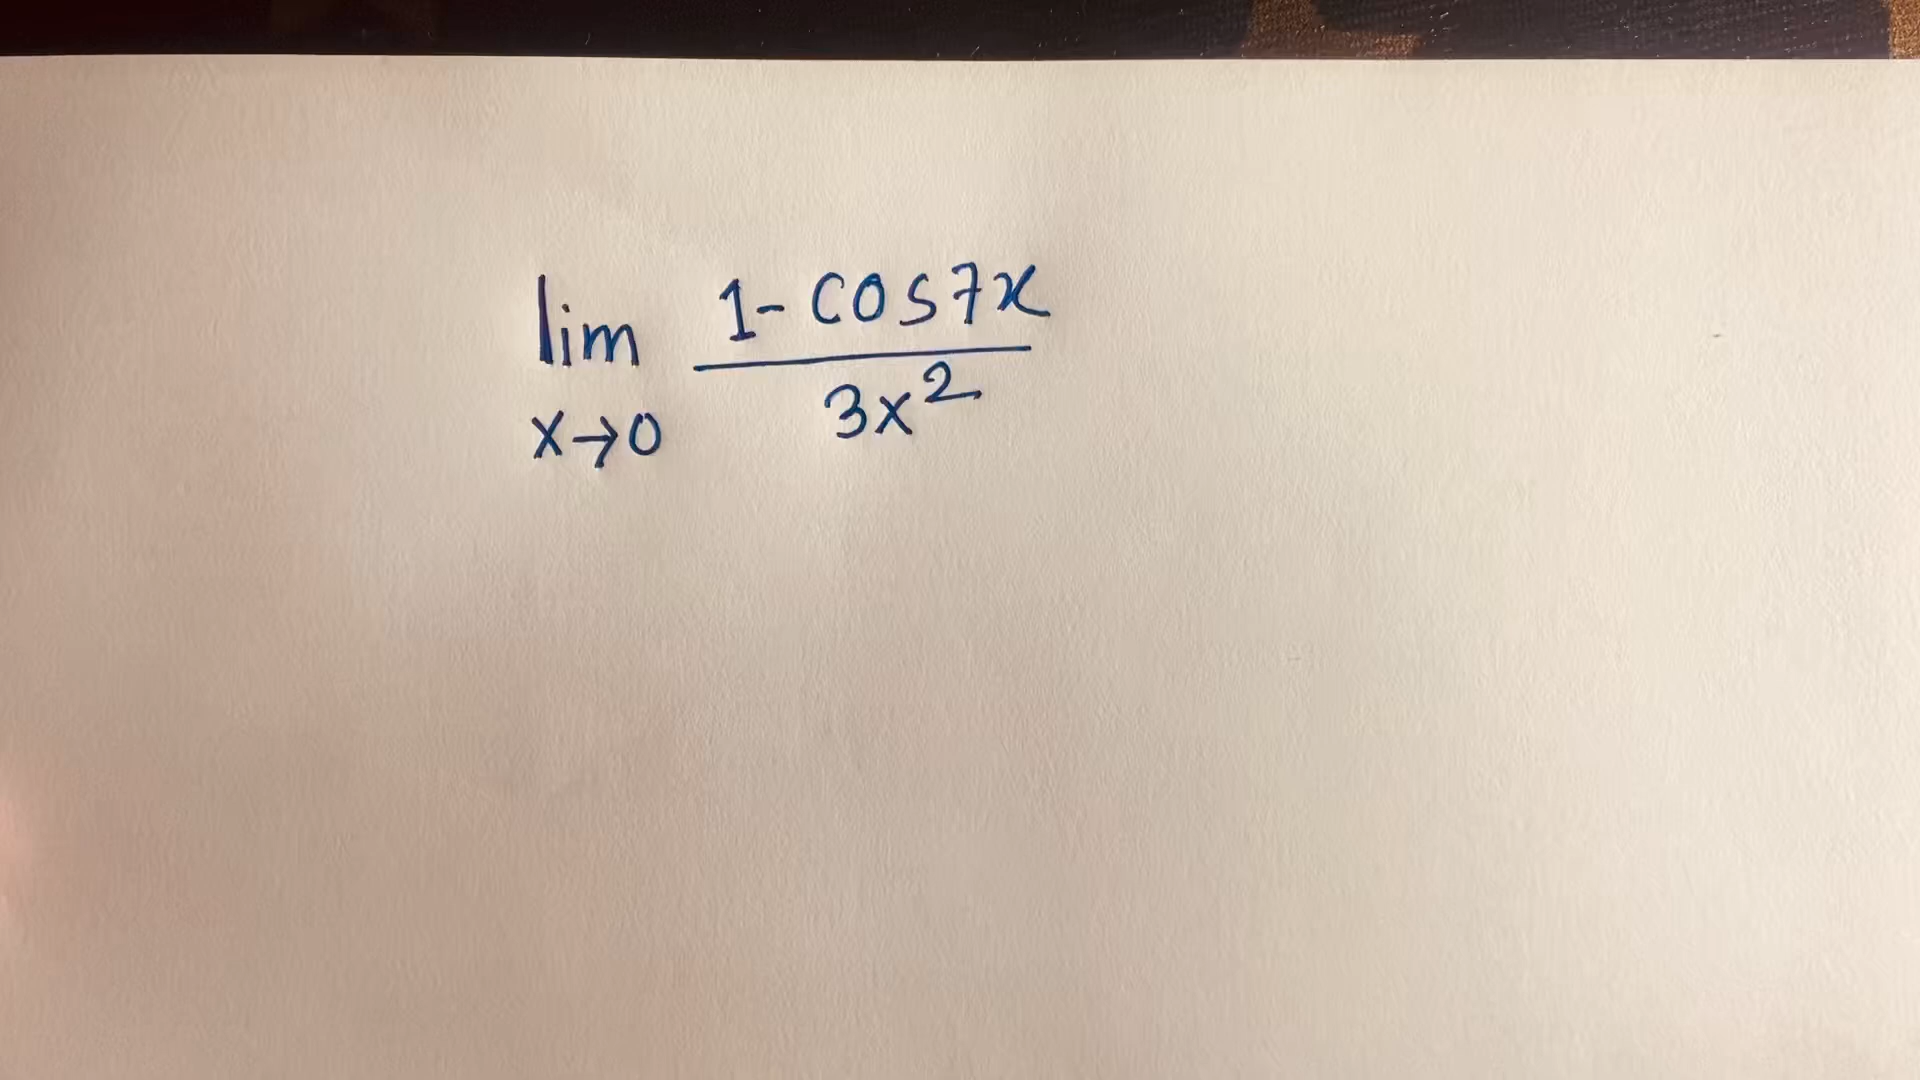 lim 1-cos7x
x→0 3x²